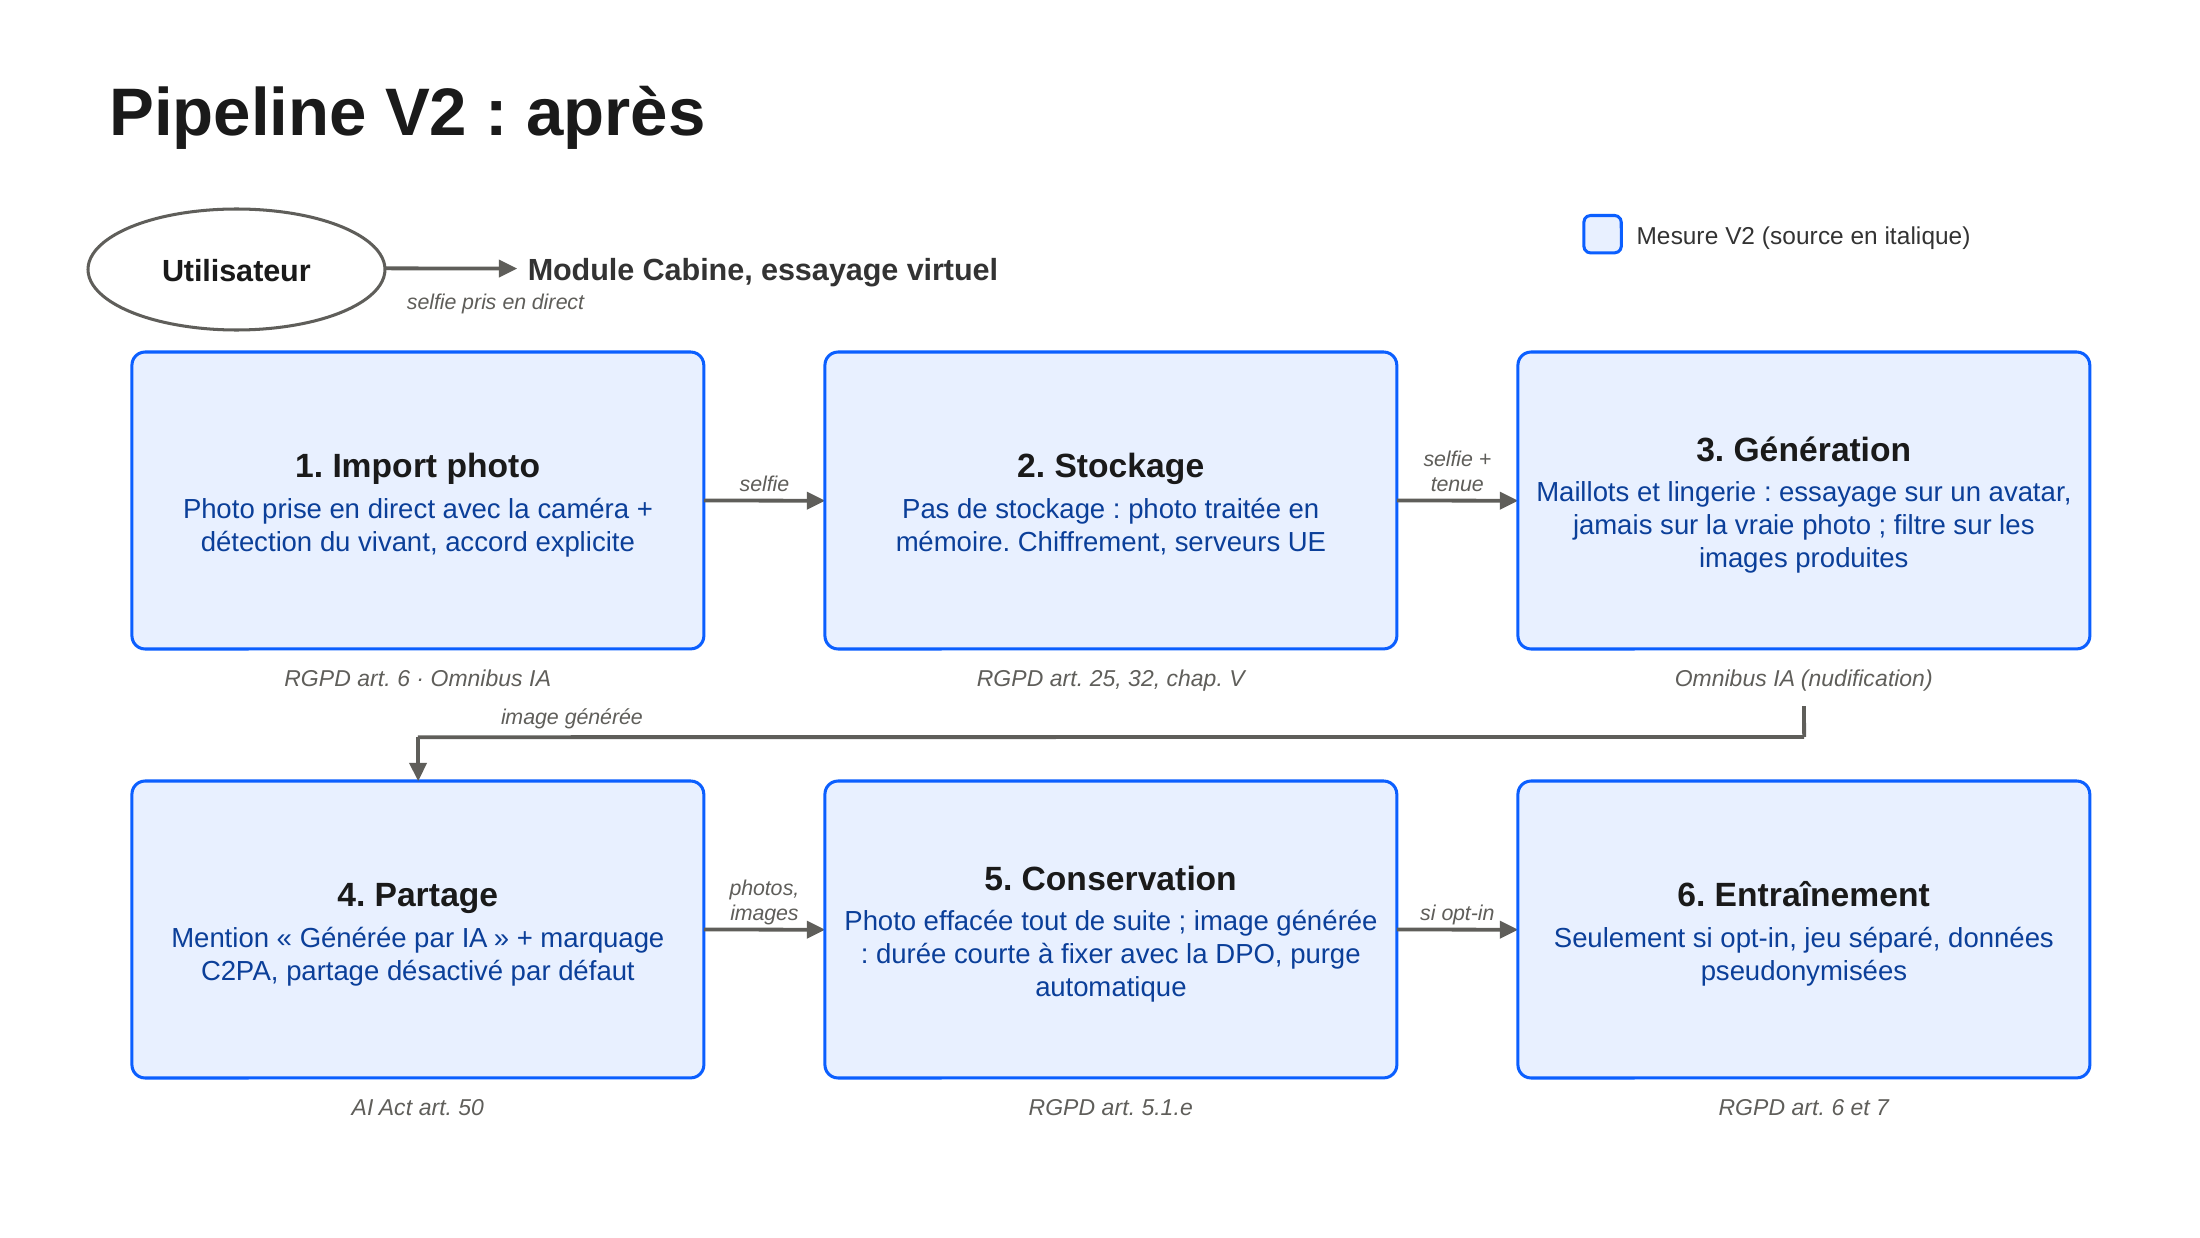 Pipeline V2 : après
Utilisateur
Module Cabine, essayage virtuel
selfie pris en direct
Mesure V2 (source en italique)
1. Import photo
Photo prise en direct avec la caméra +
détection du vivant, accord explicite
RGPD art. 6 · Omnibus IA
selfie
2. Stockage
Pas de stockage : photo traitée en
mémoire. Chiffrement, serveurs UE
RGPD art. 25, 32, chap. V
selfie +
tenue
3. Génération
Maillots et lingerie : essayage sur un avatar,
jamais sur la vraie photo ; filtre sur les
images produites
Omnibus IA (nudification)
image générée
4. Partage
Mention « Générée par IA » + marquage
C2PA, partage désactivé par défaut
AI Act art. 50
photos,
images
5. Conservation
Photo effacée tout de suite ; image générée
: durée courte à fixer avec la DPO, purge
automatique
RGPD art. 5.1.e
si opt-in
6. Entraînement
Seulement si opt-in, jeu séparé, données
pseudonymisées
RGPD art. 6 et 7